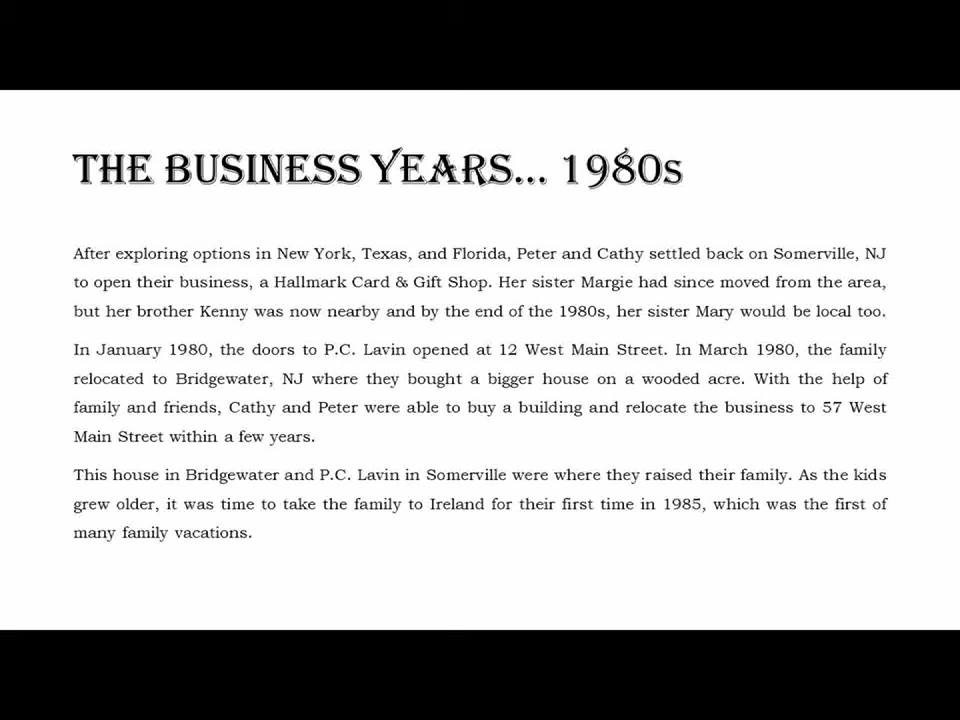 THE BUSINESS YEARS... 1980s
After exploring options in New York, Texas, and Florida, Peter and Cathy settled back on Somerville, NJ
to open their business, a Hallmark Card & Gift Shop. Her sister Margie had since moved from the area,
but her brother Kenny was now nearby and by the end of the 1980s, her sister Mary would be local too.
In January 1980, the doors to P.C. Lavin opened at 12 West Main Street. In March 1980, the family
relocated to Bridgewater, NJ where they bought a bigger house on a wooded acre. With the help of
family and friends, Cathy and Peter were able to buy a building and relocate the business to 57 West
Main Street within a few years.
This house in Bridgewater and P.C. Lavin in Somerville were where they raised their family. As the kids
grew older, it was time to take the family to Ireland for their first time in 1985, which was the first of
many family vacations.